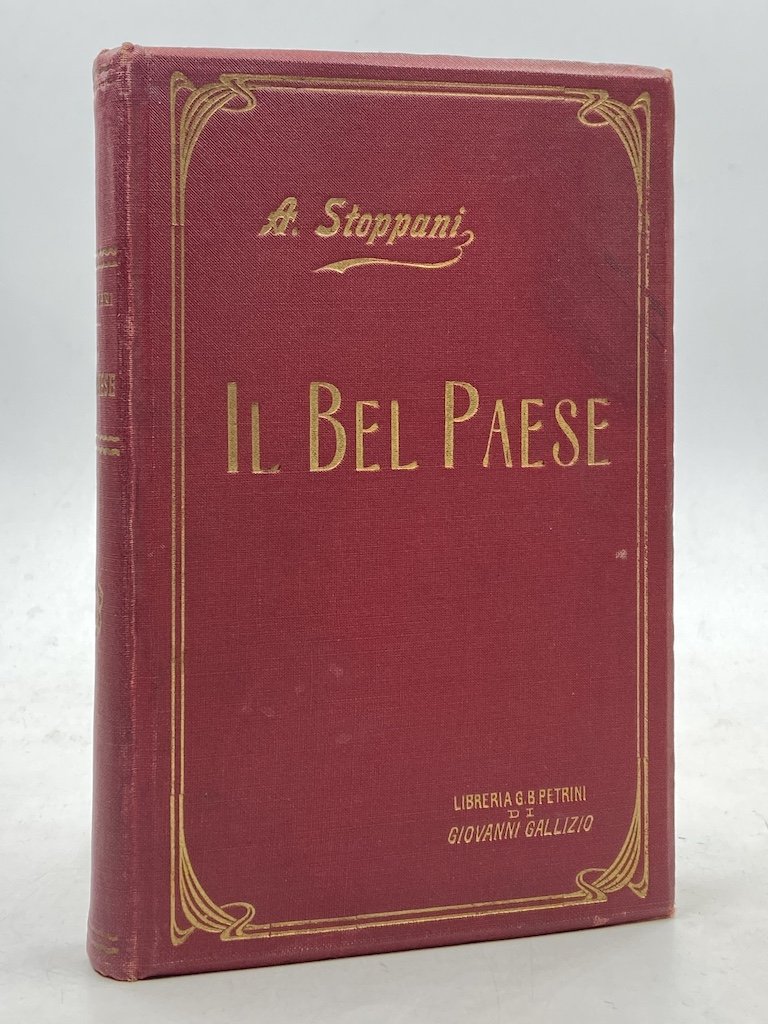 A. Stoppani
IL BEL PAESE
LIBRERIA G. B. PETRINI
DI
GIOVANNI GALLIZIO